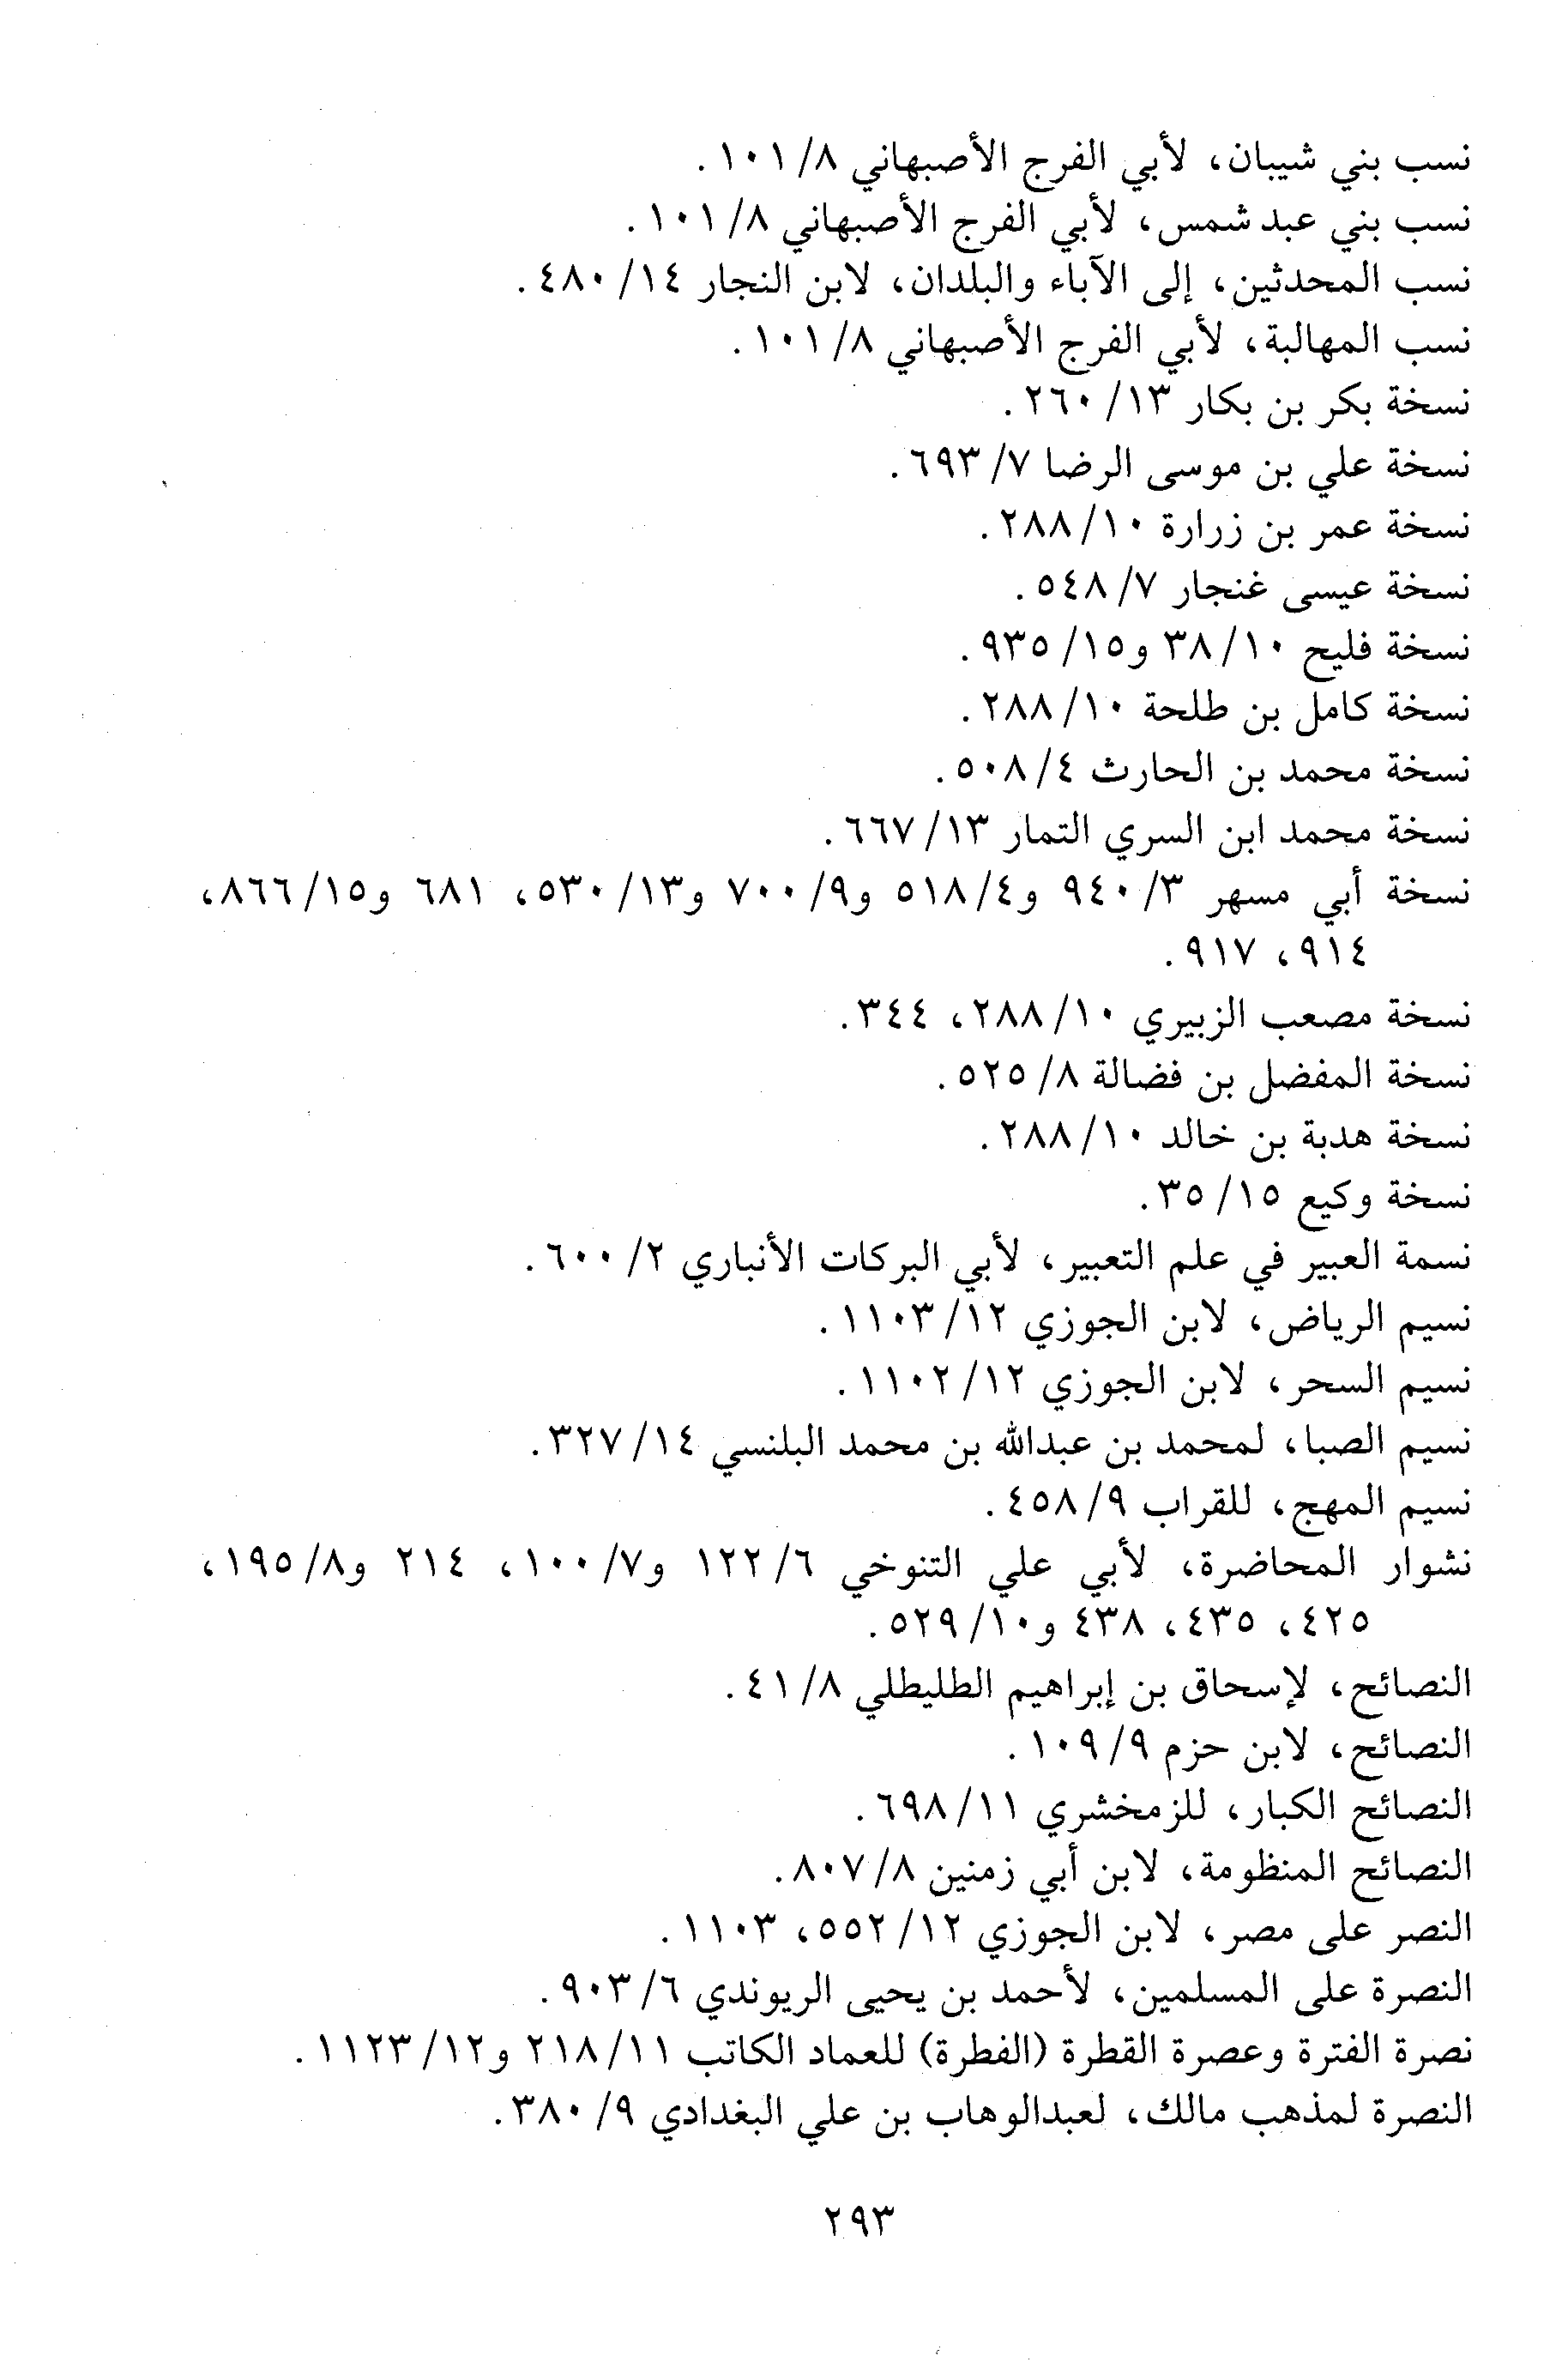 نسب بني شيبان، لأبي الفرج الأصبهاني ٨/ ١٠١.
نسب بني عبد شمس، لأبي الفرج الأصبهاني ٨/ ١٠١.
نسب المحدثين، إلى الآباء والبلدان، لابن النجار ١٤/ ٤٨٠.
نسب المهالبة، لأبي الفرج الأصبهاني ٨/ ١٠١.
نسخة بكر بن بكار ١٣/ ٢٦٠.
نسخة علي بن موسى الرضا ٧/ ٦٩٣.
نسخة عمر بن زرارة ١٠/ ٢٨٨.
نسخة عيسى غنجار ٧/ ٥٤٨.
نسخة فليح ١٠/ ٣٨ و١٥/ ٩٣٥.
نسخة كامل بن طلحة ١٠/ ٢٨٨.
نسخة محمد بن الحارث ٤/ ٥٠٨.
نسخة محمد ابن السري التمار ١٣/ ٦٦٧.
نسخة أبي مسهر ٣/ ٩٤٠ و٤/ ٥١٨ و٩/ ٧٠٠ و١٣/ ٥٣٠، ٦٨١ و١٥/ ٨٦٦،
٩١٤، ٩١٧.
نسخة مصعب الزبيري ١٠/ ٢٨٨، ٣٤٤.
نسخة المفضل بن فضالة ٨/ ٥٢٥.
نسخة هدبة بن خالد ١٠/ ٢٨٨.
نسخة وكيع ١٥/ ٣٥.
نسمة العبير في علم التعبير، لأبي البركات الأنباري ٢/ ٦٠٠.
نسيم الرياض، لابن الجوزي ١٢/ ١١٠٣.
نسيم السحر، لابن الجوزي ١٢/ ١١٠٢.
نسيم الصبا، لمحمد بن عبدالله بن محمد البلنسي ١٤/ ٣٢٧.
نسيم المهج، للقراب ٩/ ٤٥٨.
نشوار المحاضرة، لأبي علي التنوخي ٦/ ١٢٢ و٧/ ١٠٠، ٢١٤ و٨/ ١٩٥،
٤٢٥، ٤٣٥، ٤٣٨ و١٠/ ٥٢٩.
النصائح، لإسحاق بن إبراهيم الطليطلي ٨/ ٤١.
النصائح، لابن حزم ٩/ ١٠٩.
النصائح الكبار، للزمخشري ١١/ ٦٩٨.
النصائح المنظومة، لابن أبي زمنين ٨/ ٨٠٧.
النصر على مصر، لابن الجوزي ١٢/ ٥٥٢، ١١٠٣.
النصرة على المسلمين، لأحمد بن يحيى الريوندي ٦/ ٩٠٣.
نصرة الفترة وعصرة القطرة (الفطرة) للعماد الكاتب ١١/ ٢١٨ و١٢/ ١١٢٣.
النصرة لمذهب مالك، لعبدالوهاب بن علي البغدادي ٩/ ٣٨٠.
٢٩٣